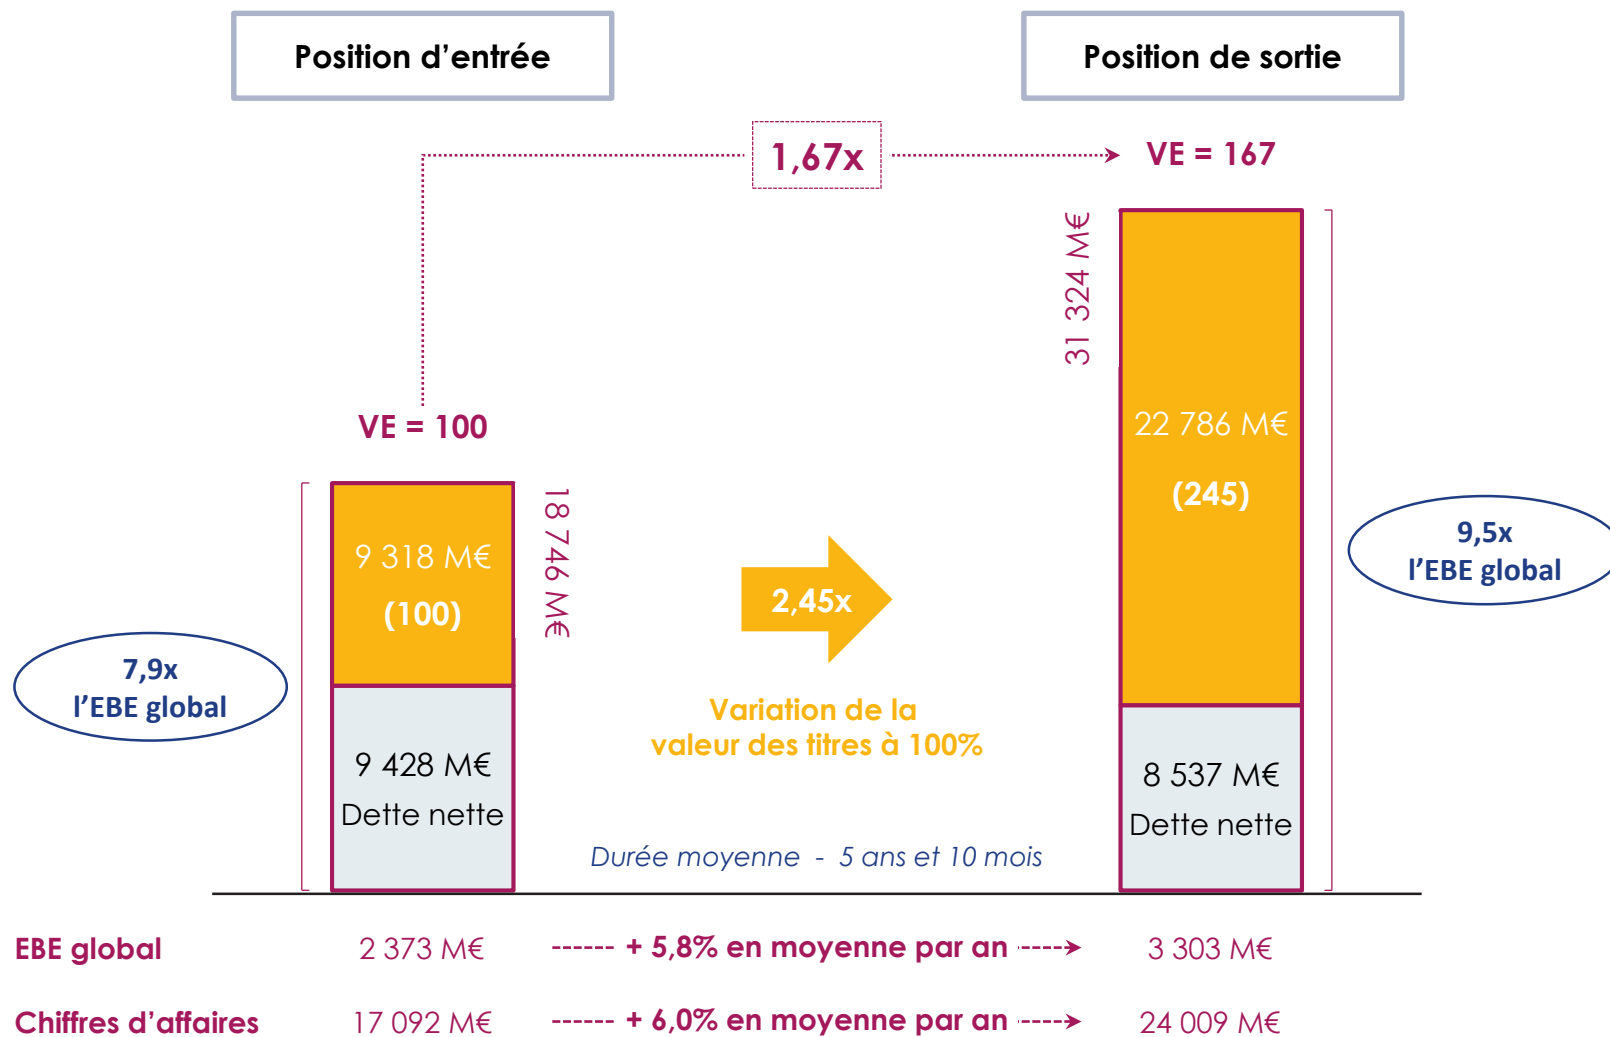 Position d’entrée
Position de sortie
1,67x
VE = 167
31 324 M€
VE = 100
22 786 M€
(245)
18 746 M€
9 318 M€
(100)
9,5x
l’EBE global
2,45x
7,9x
l’EBE global
Variation de la
valeur des titres à 100%
9 428 M€
Dette nette
8 537 M€
Dette nette
Durée moyenne - 5 ans et 10 mois
EBE global 2 373 M€ + 5,8% en moyenne par an 3 303 M€
Chiffres d’affaires 17 092 M€ + 6,0% en moyenne par an 24 009 M€